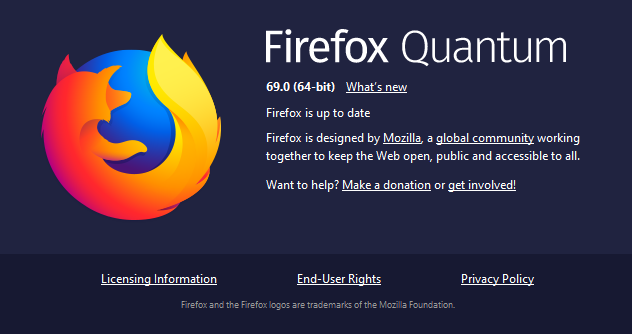 Firefox Quantum
69.0 (64-bit) What's new
Firefox is up to date
Firefox is designed by Mozilla, a global community working
together to keep the Web open, public and accessible to all.
Want to help? Make a donation or get involved!
Licensing Information End-User Rights Privacy Policy
Firefox and the Firefox logos are trademarks of the Mozilla Foundation.